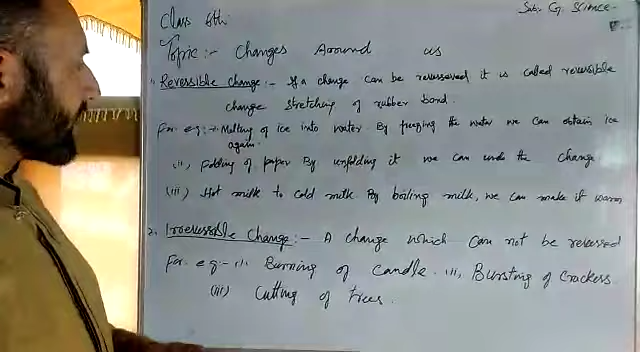 Class 6th.
Sub. G. Science-
Topic:- Changes Around us
1. Reversible change:- If a change can be reversered it is called reversible
change stretching of rubber bond.
For. eg:- Melting of ice into water. By freezing the water we can obtain ice
again.
(ii) folding of paper By unfolding it we can undo the change
(iii) Hot milk to cold milk By boiling milk, we can make it warm
2. Irreversible Change:- A change which can not be reversed
For. eg:- (i) Burning of candle. (ii) Bursting of crackers.
(iii) Cutting of trees.